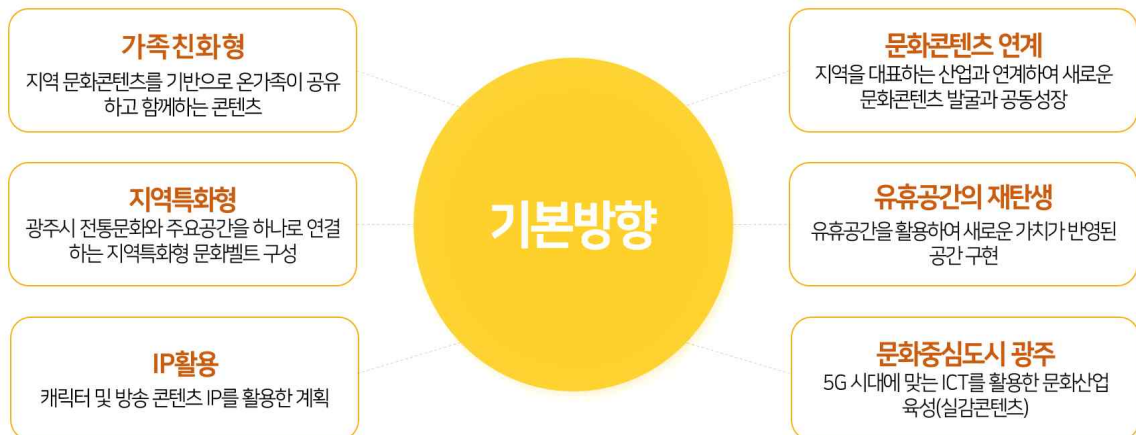 가족친화형
지역 문화콘텐츠를 기반으로 온가족이 공유
하고 함께하는 콘텐츠
지역특화형
광주시 전통문화와 주요공간을 하나로 연결
하는 지역특화형 문화벨트 구성
IP활용
캐릭터 및 방송 콘텐츠 IP를 활용한 계획
기본방향
문화콘텐츠 연계
지역을 대표하는 산업과 연계하여 새로운
문화콘텐츠 발굴과 공동성장
유휴공간의 재탄생
유휴공간을 활용하여 새로운 가치가 반영된
공간 구현
문화중심도시 광주
5G 시대에 맞는 ICT를 활용한 문화산업
육성(실감콘텐츠)